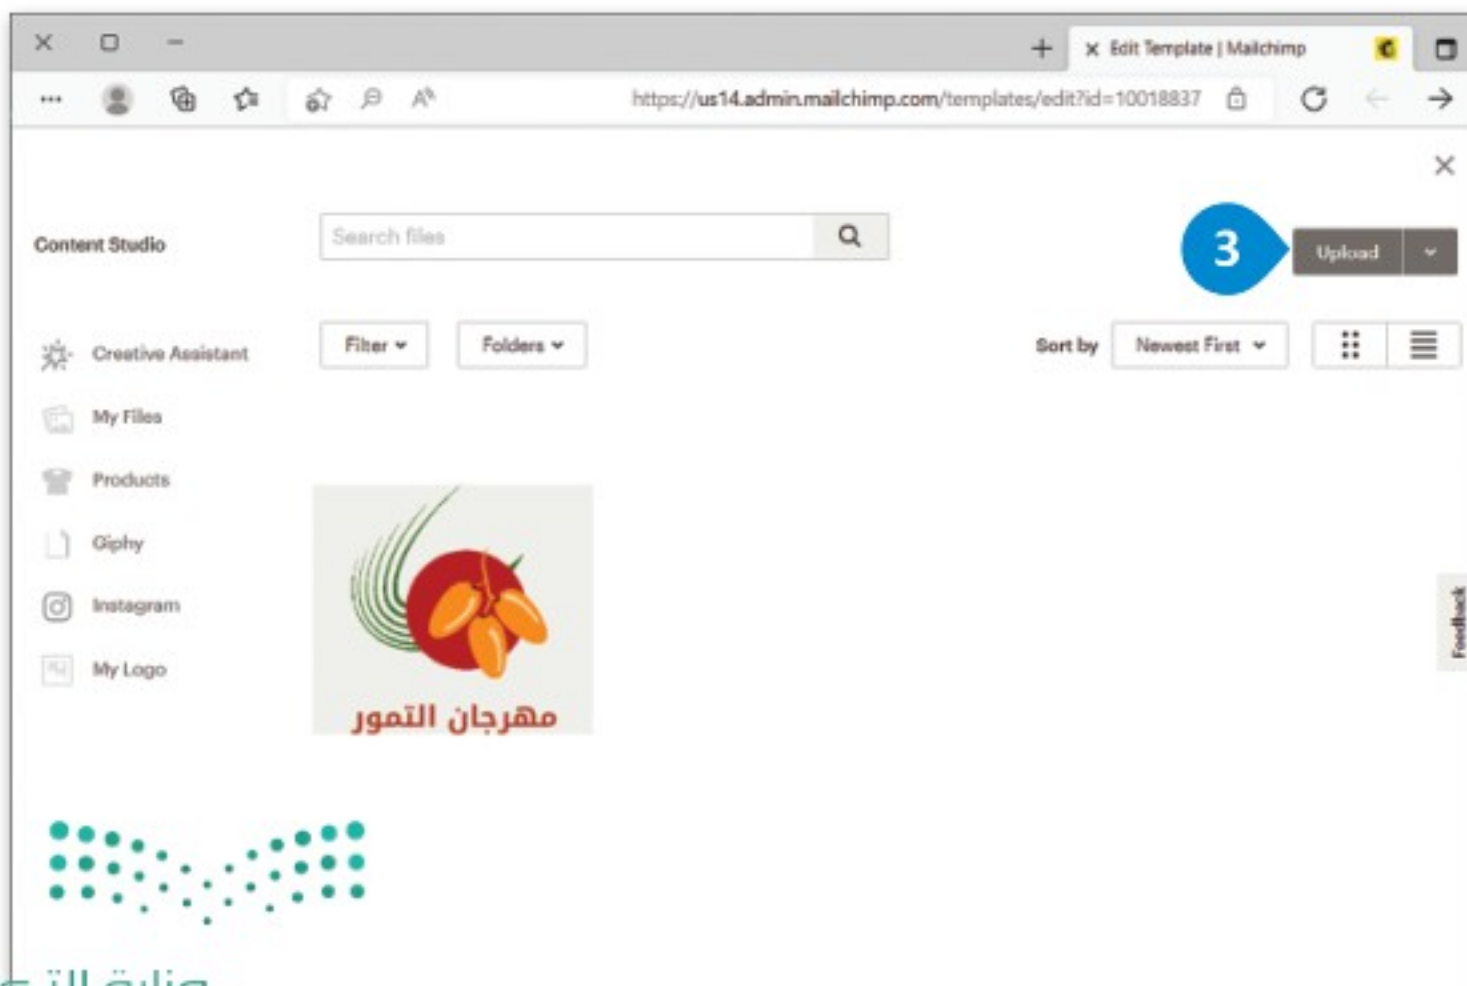 Edit Template | Mailchimp
https://us14.admin.mailchimp.com/templates/edit?id=10018837
Content Studio
Search files
3
Upload
Creative Assistant
Filter
Folders
Sort by
Newest First
My Files
Products
Giphy
Instagram
My Logo
Feedback
مهرجان التمور